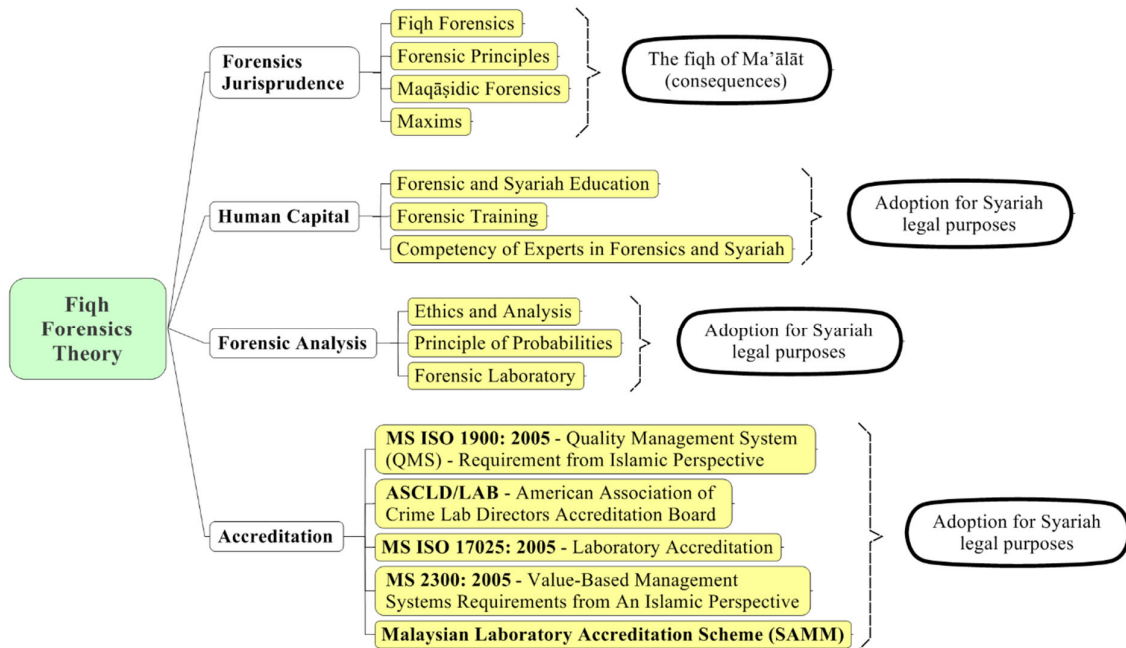 Fiqh
Forensics
Theory
Forensics
Jurisprudence
Fiqh Forensics
Forensic Principles
Maqāṣidic Forensics
Maxims
The fiqh of Ma’ālāt
(consequences)
Human Capital
Forensic and Syariah Education
Forensic Training
Competency of Experts in Forensics and Syariah
Adoption for Syariah
legal purposes
Forensic Analysis
Ethics and Analysis
Principle of Probabilities
Forensic Laboratory
Adoption for Syariah
legal purposes
Accreditation
MS ISO 1900: 2005 - Quality Management System
(QMS) - Requirement from Islamic Perspective
ASCLD/LAB - American Association of
Crime Lab Directors Accreditation Board
MS ISO 17025: 2005 - Laboratory Accreditation
MS 2300: 2005 - Value-Based Management
Systems Requirements from An Islamic Perspective
Malaysian Laboratory Accreditation Scheme (SAMM)
Adoption for Syariah
legal purposes